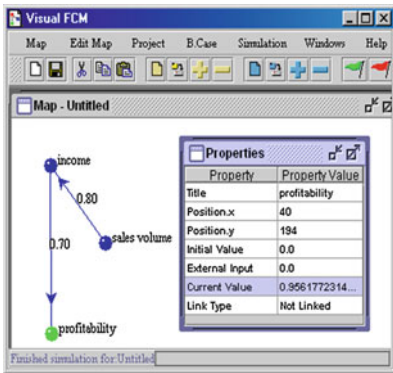 Visual FCM
Map Edit Map Project B.Case Simulation Windows Help
Map - Untitled
income
0.80
sales volume
0.70
profitability
Properties
Property Property Value
Title profitability
Position.x 40
Position.y 194
Initial Value 0.0
External Input 0.0
Current Value 0.9561772314...
Link Type Not Linked
Finished simulation for:Untitled